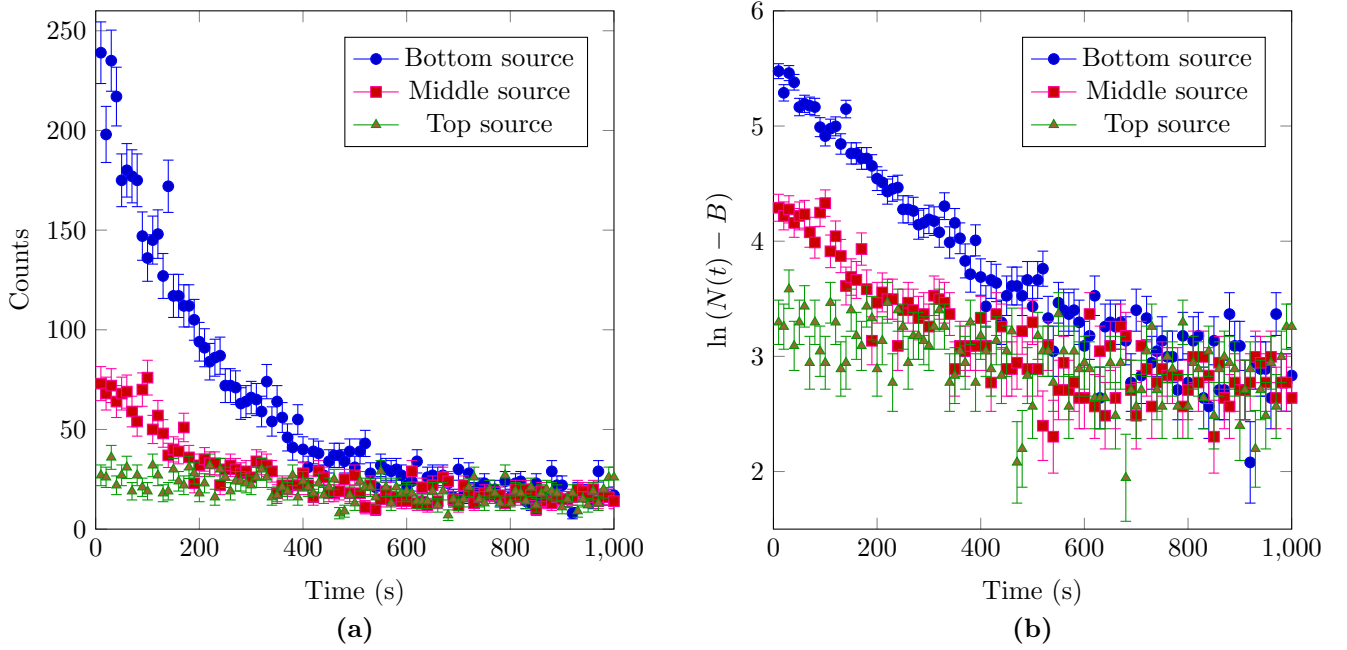 250
200
150
100
50
0
Counts
0
200
400
600
800
1,000
Time (s)
Bottom source
Middle source
Top source
(a)
6
5
4
3
2
ln (N(t) − B)
0
200
400
600
800
1,000
Time (s)
Bottom source
Middle source
Top source
(b)